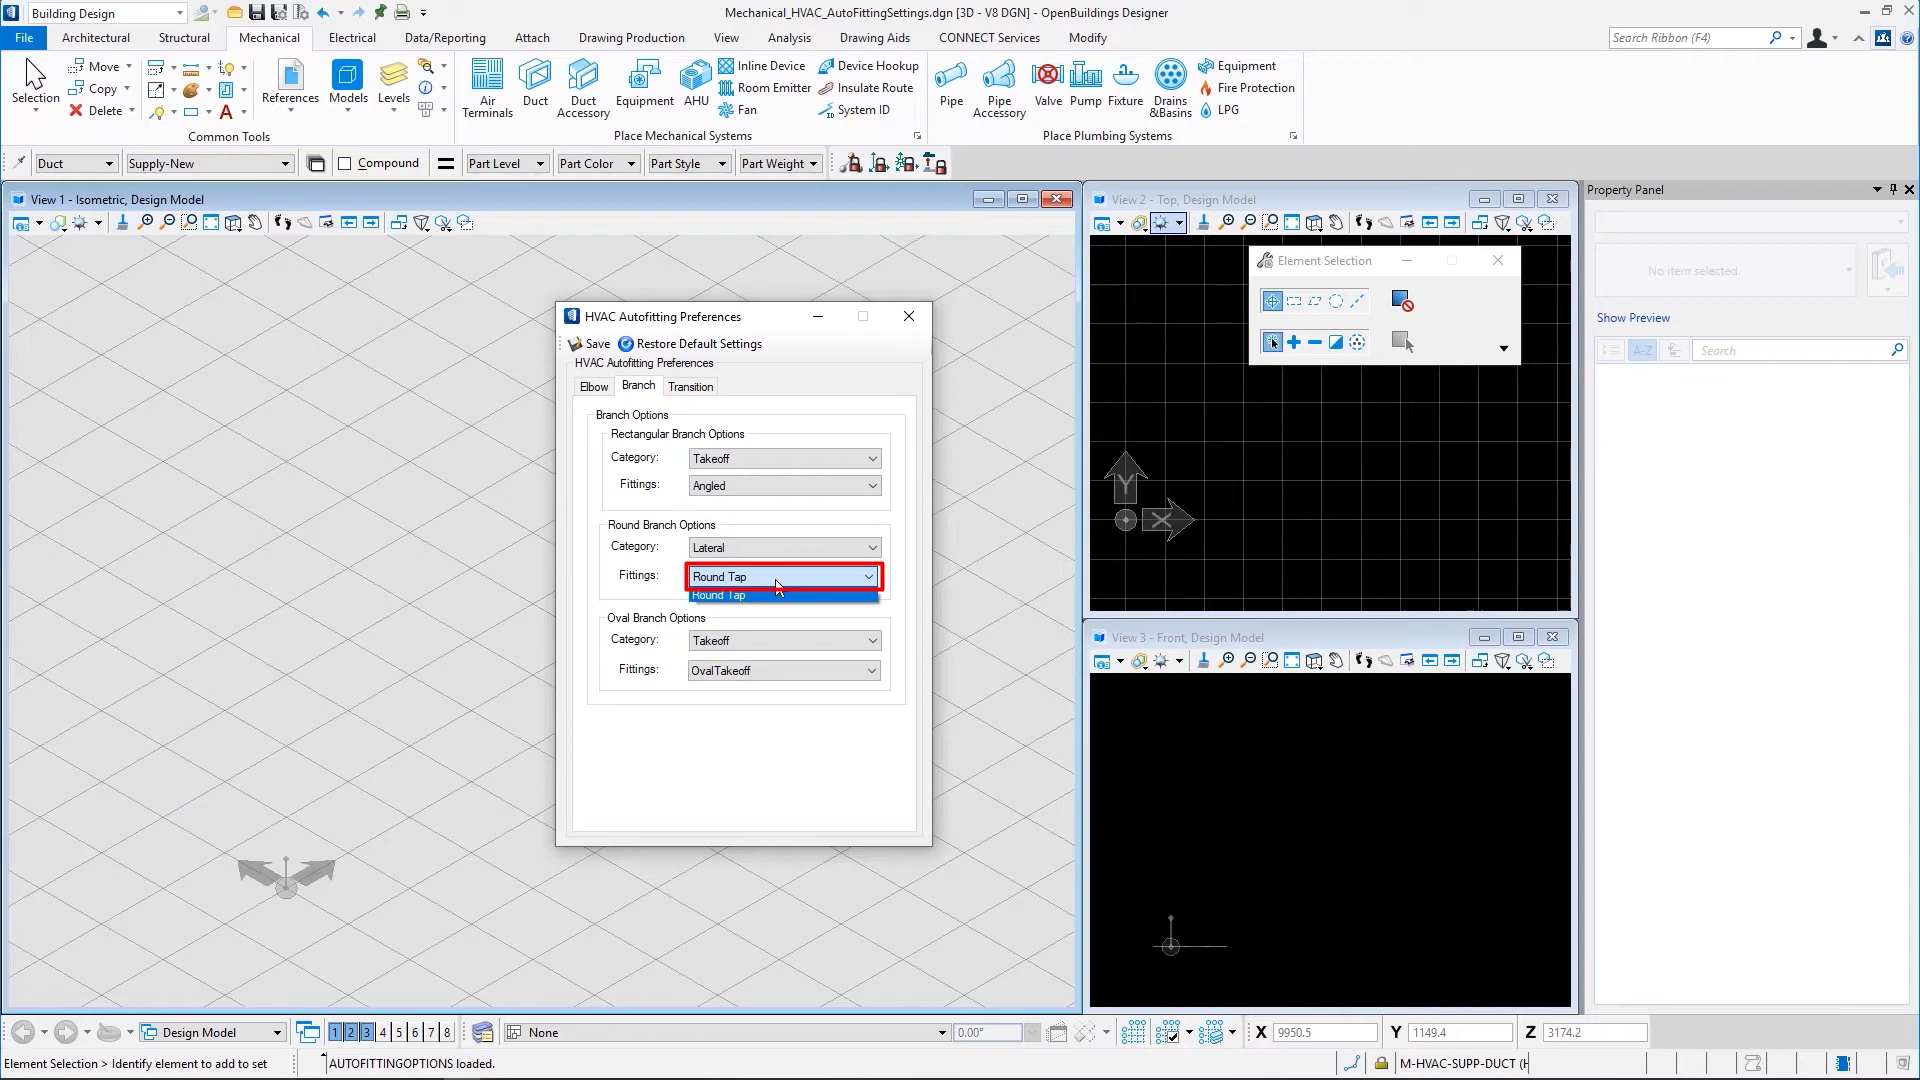 Building Design
Mechanical_HVAC_AutoFittingSettings.dgn [3D - V8 DGN] - OpenBuildings Designer
File
Architectural
Structural
Mechanical
Electrical
Data/Reporting
Attach
Drawing Production
View
Analysis
Drawing Aids
CONNECT Services
Modify
Search Ribbon (F4)
Selection
Move
Copy
Delete
References
Models
Levels
Common Tools
Air Terminals
Duct
Duct Accessory
Equipment
AHU
Inline Device
Room Emitter
Fan
Device Hookup
Insulate Route
System ID
Place Mechanical Systems
Pipe
Pipe Accessory
Valve
Pump
Fixture
Drains &Basins
Equipment
Fire Protection
LPG
Place Plumbing Systems
Duct
Supply-New
Compound
Part Level
Part Color
Part Style
Part Weight
View 1 - Isometric, Design Model
View 2 - Top, Design Model
Property Panel
Element Selection
No item selected.
Show Preview
A-Z
Search
HVAC Autofitting Preferences
Save
Restore Default Settings
HVAC Autofitting Preferences
Elbow
Branch
Transition
Branch Options
Rectangular Branch Options
Category:
Takeoff
Fittings:
Angled
Round Branch Options
Category:
Lateral
Fittings:
Round Tap
Round Tap
Oval Branch Options
Category:
Takeoff
Fittings:
OvalTakeoff
Y
X
View 3 - Front, Design Model
Design Model
1 2 3 4 5 6 7 8
None
0.00°
X 9950.5
Y 1149.4
Z 3174.2
Element Selection > Identify element to add to set
AUTOFITTINGOPTIONS loaded.
M-HVAC-SUPP-DUCT (H